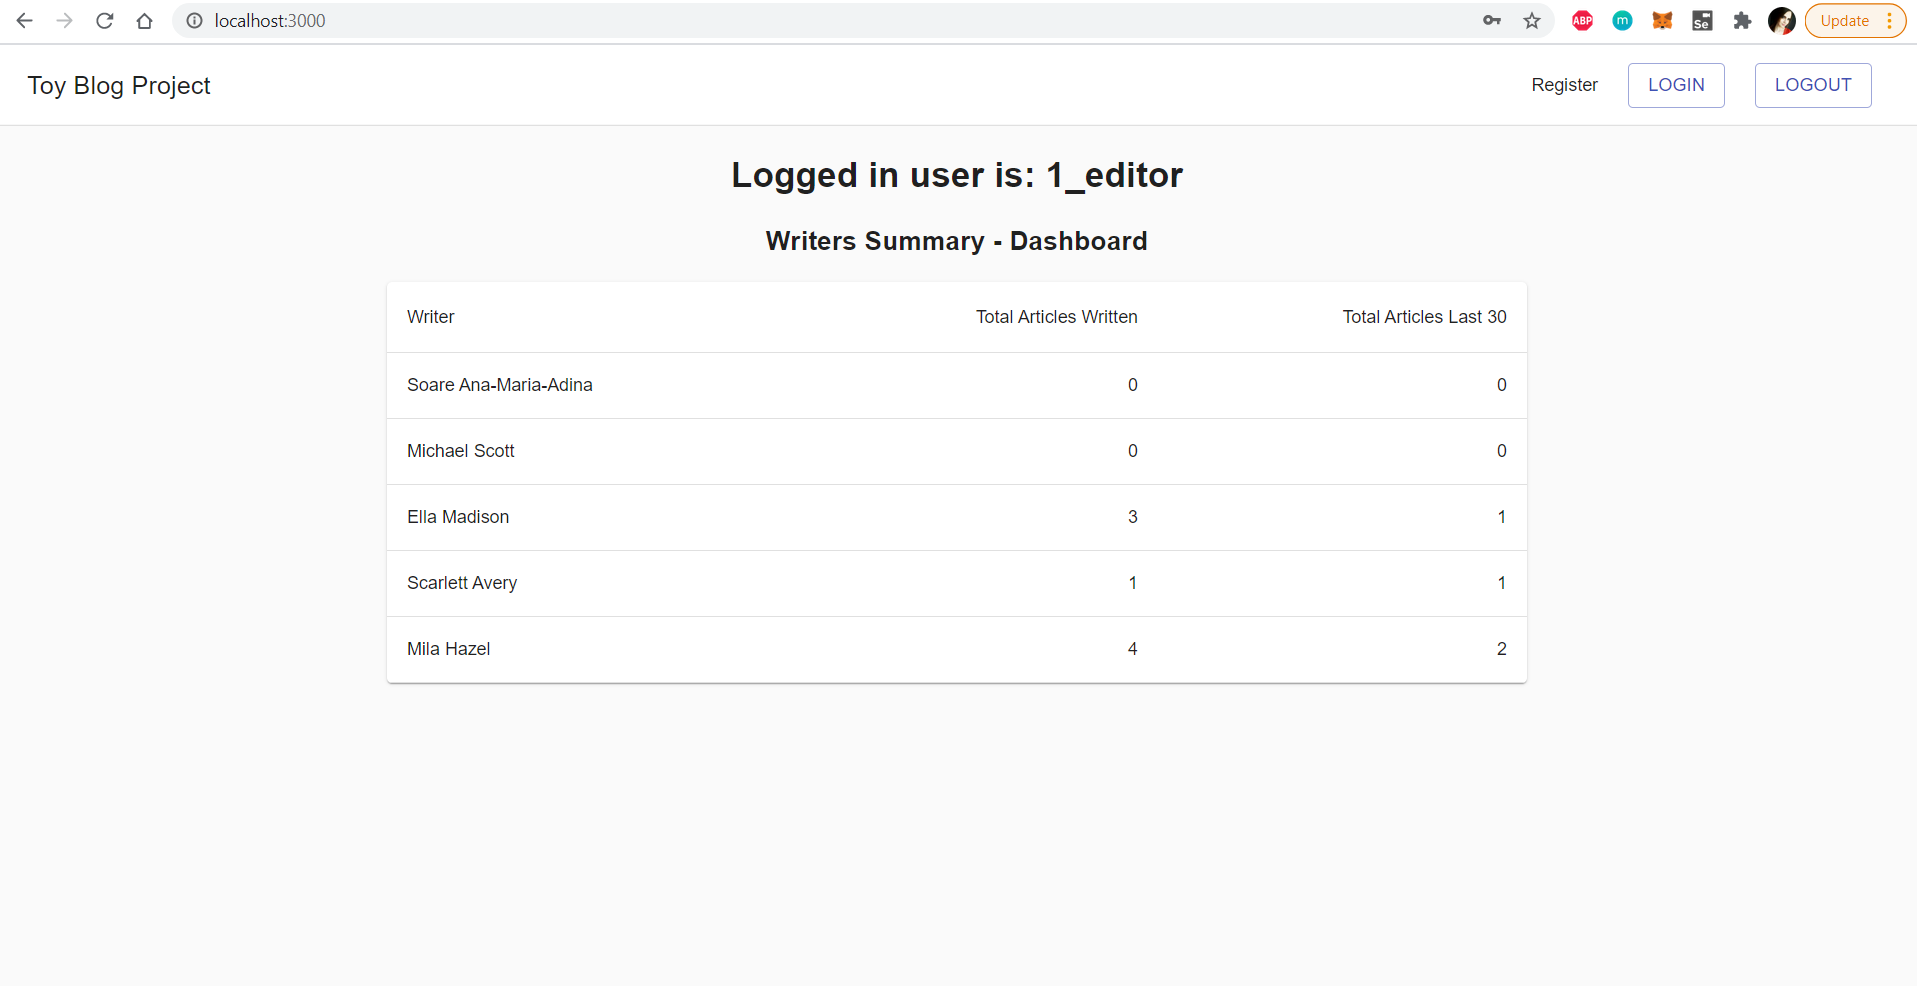 localhost:3000
ABP
m
Se
Update
Toy Blog Project
Register
LOGIN
LOGOUT
Logged in user is: 1_editor
Writers Summary - Dashboard
Writer Total Articles Written Total Articles Last 30
Soare Ana-Maria-Adina 0 0
Michael Scott 0 0
Ella Madison 3 1
Scarlett Avery 1 1
Mila Hazel 4 2